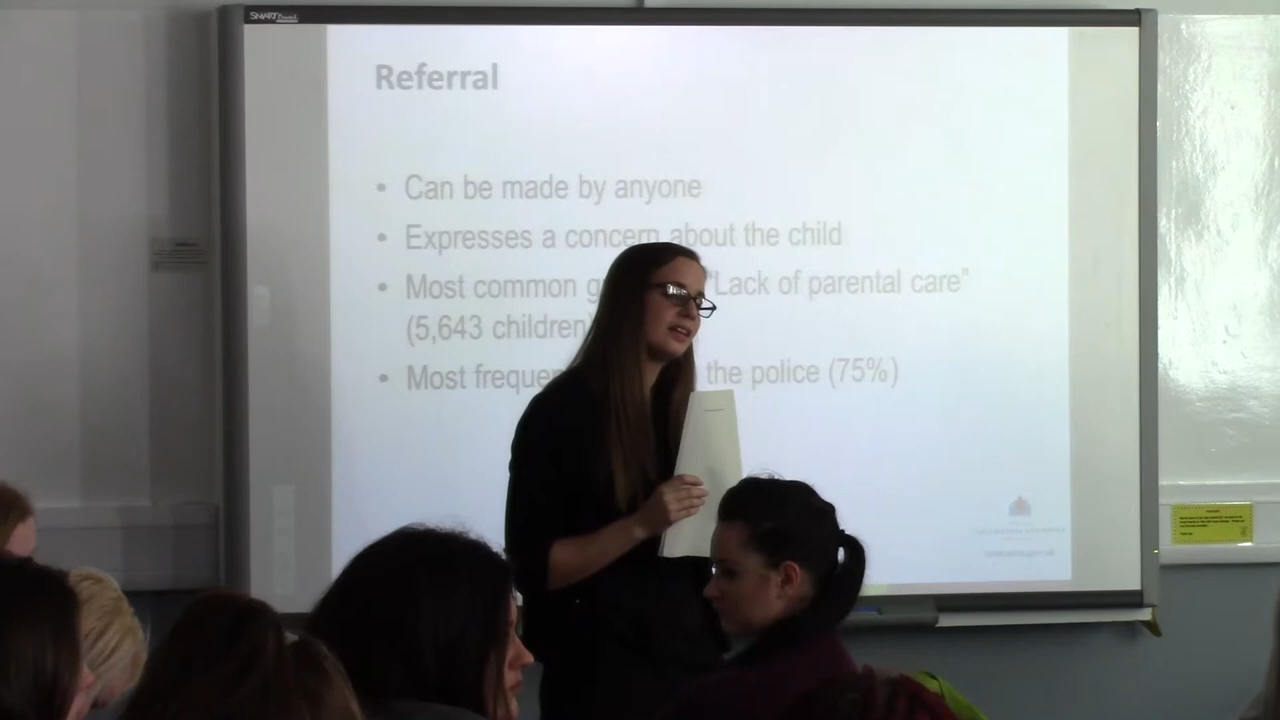 SMART Board
Referral
• Can be made by anyone
• Expresses a concern about the child
• Most common "Lack of parental care"
(5,643 children
• Most the police (75%)